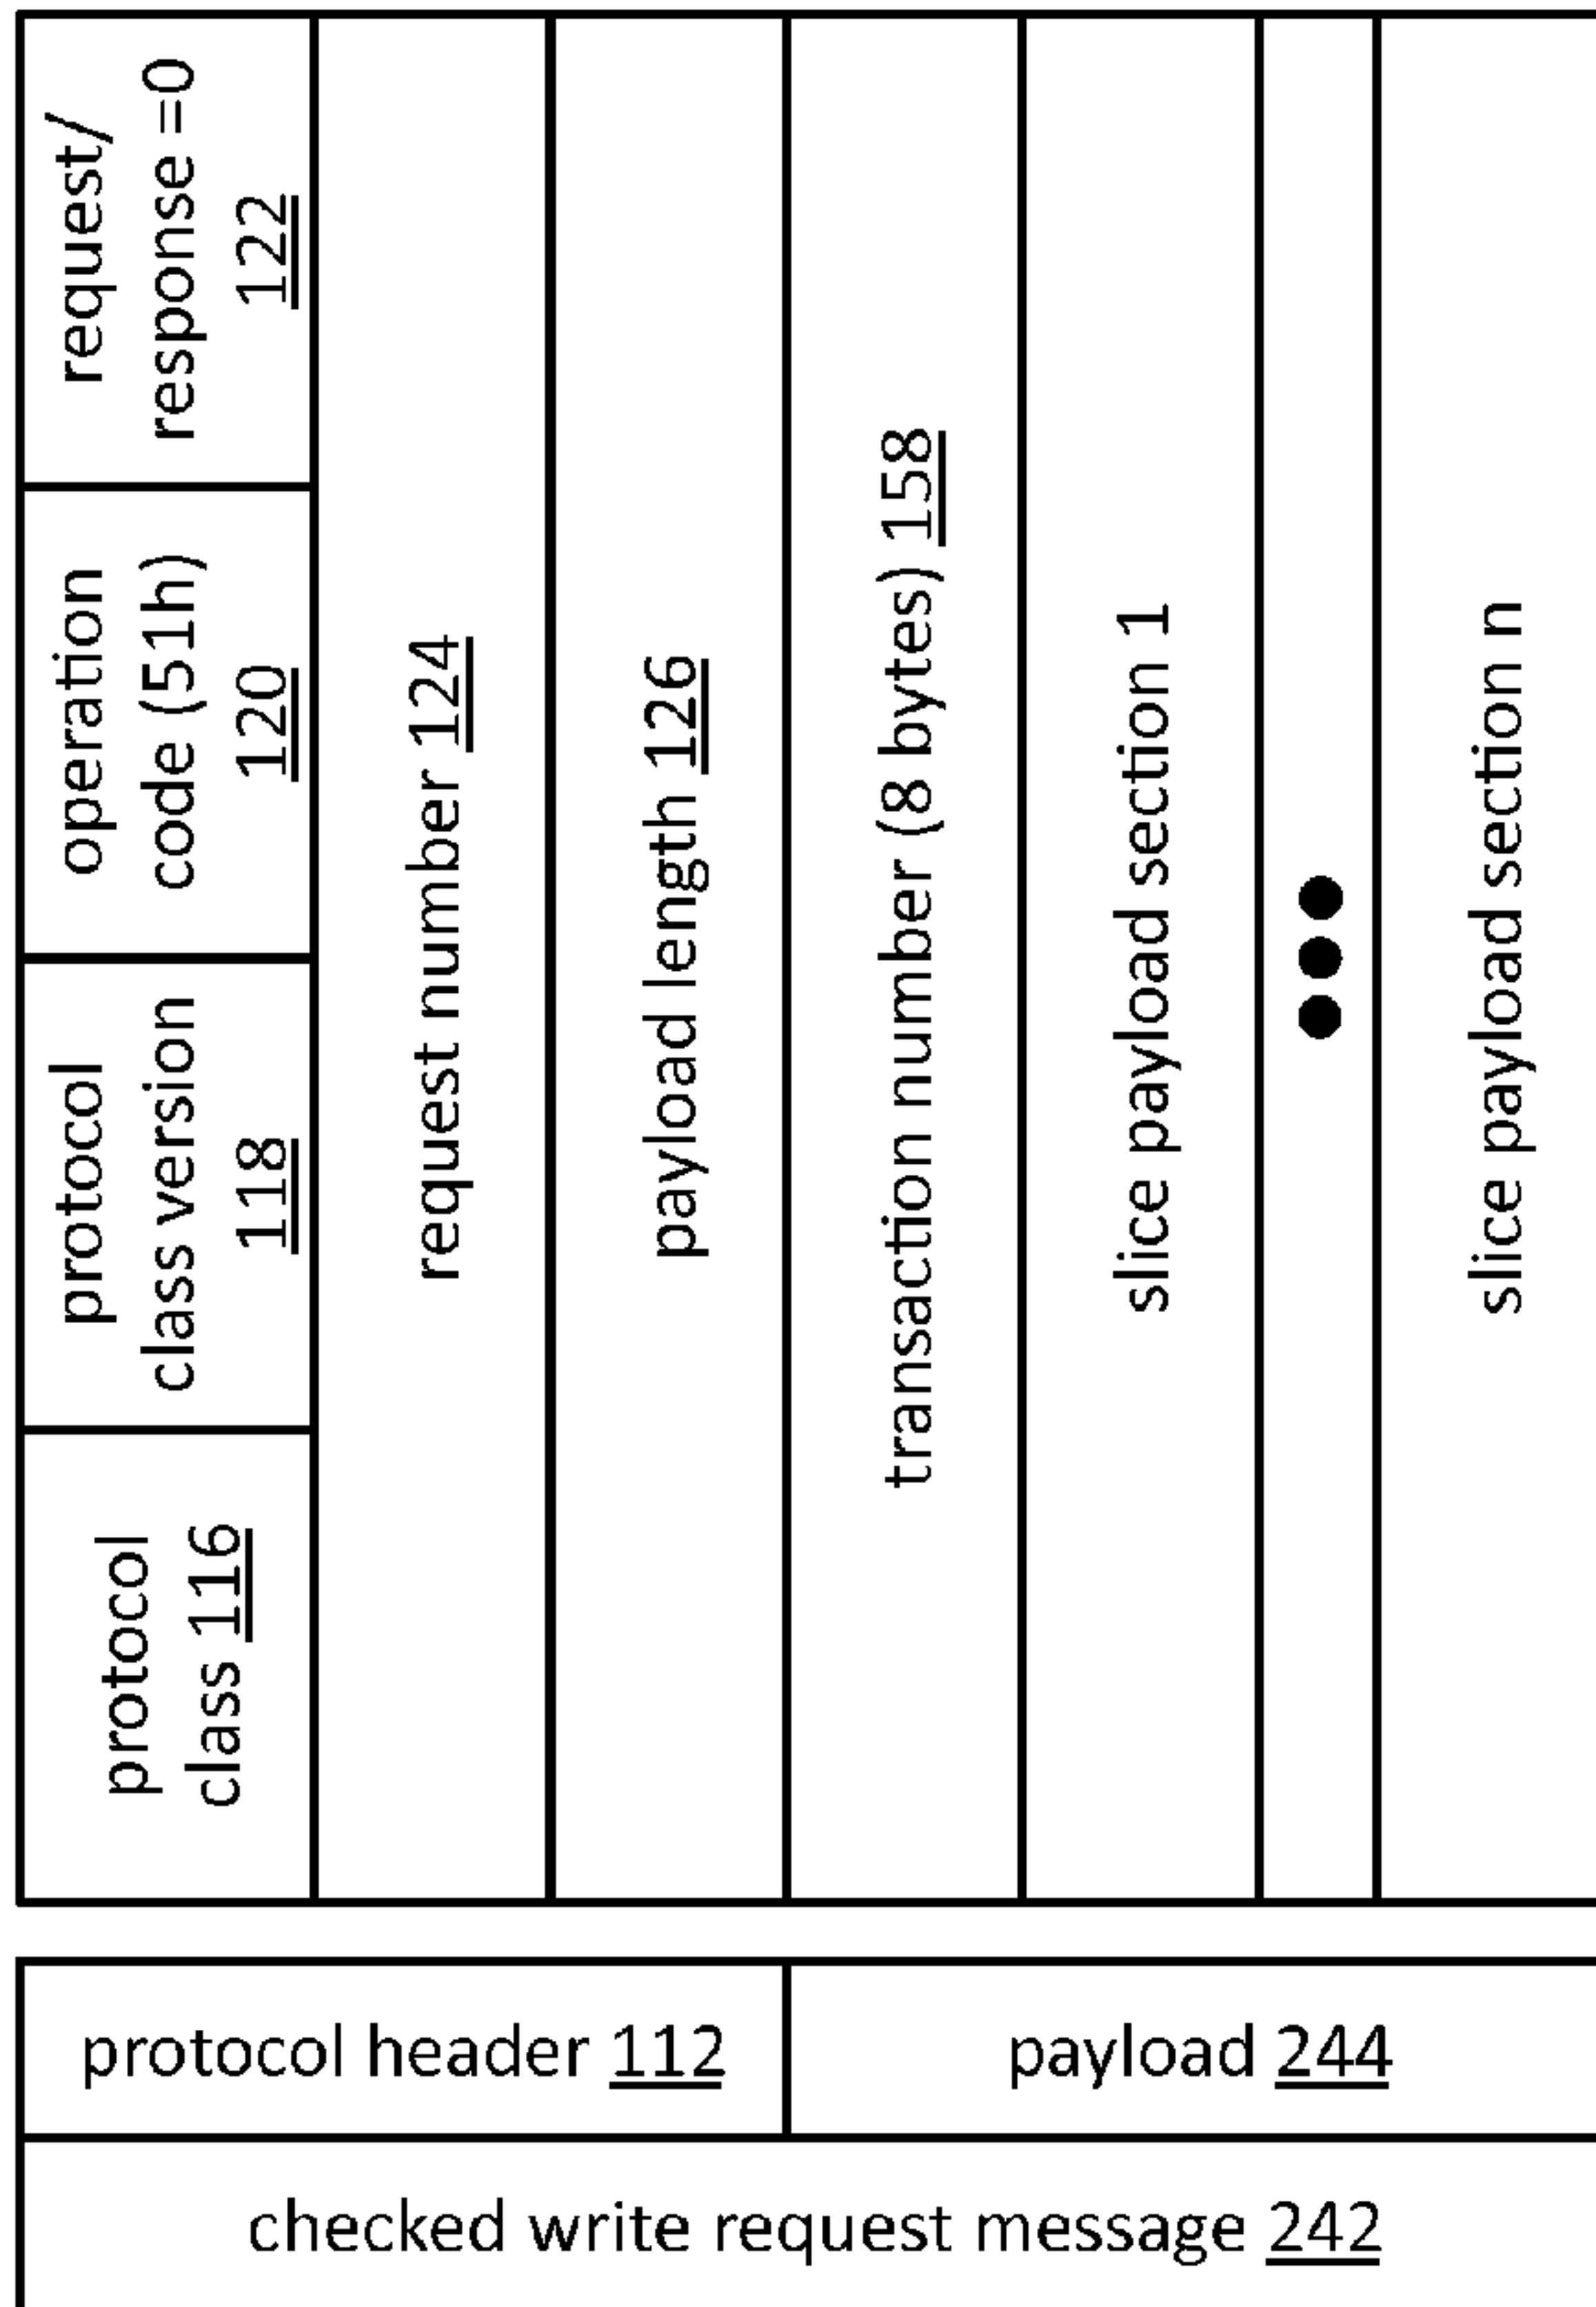 checked write request message 242
protocol header 112
payload 244
protocol
class 116
protocol
class version
118
operation
code (51h)
120
request/
response =0
122
request number 124
payload length 126
transaction number (8 bytes) 158
slice payload section 1
slice payload section n